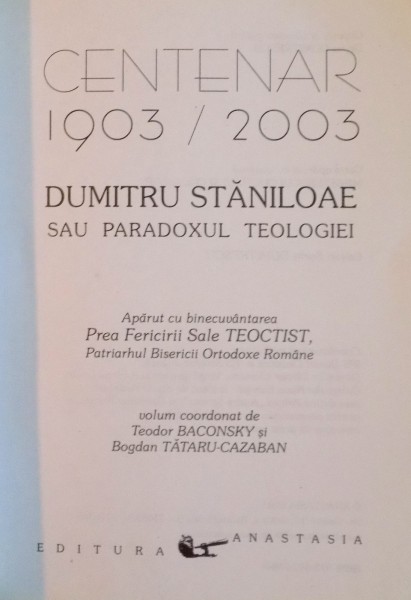 CENTENAR
1903 / 2003
DUMITRU STĂNILOAE
SAU PARADOXUL TEOLOGIEI
Apărut cu binecuvântarea
Prea Fericirii Sale TEOCTIST,
Patriarhul Bisericii Ortodoxe Române
volum coordonat de
Teodor BACONSKY și
Bogdan TĂTARU-CAZABAN
EDITURA ANASTASIA